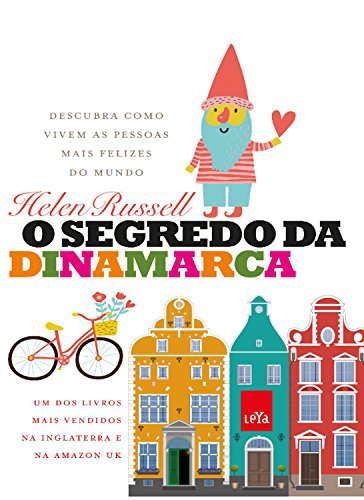 DESCUBRA COMO
VIVEM AS PESSOAS
MAIS FELIZES
DO MUNDO
Helen Russell
O SEGREDO DA
DINAMARCA
UM DOS LIVROS
MAIS VENDIDOS
NA INGLATERRA E
NA AMAZON UK
LeYa